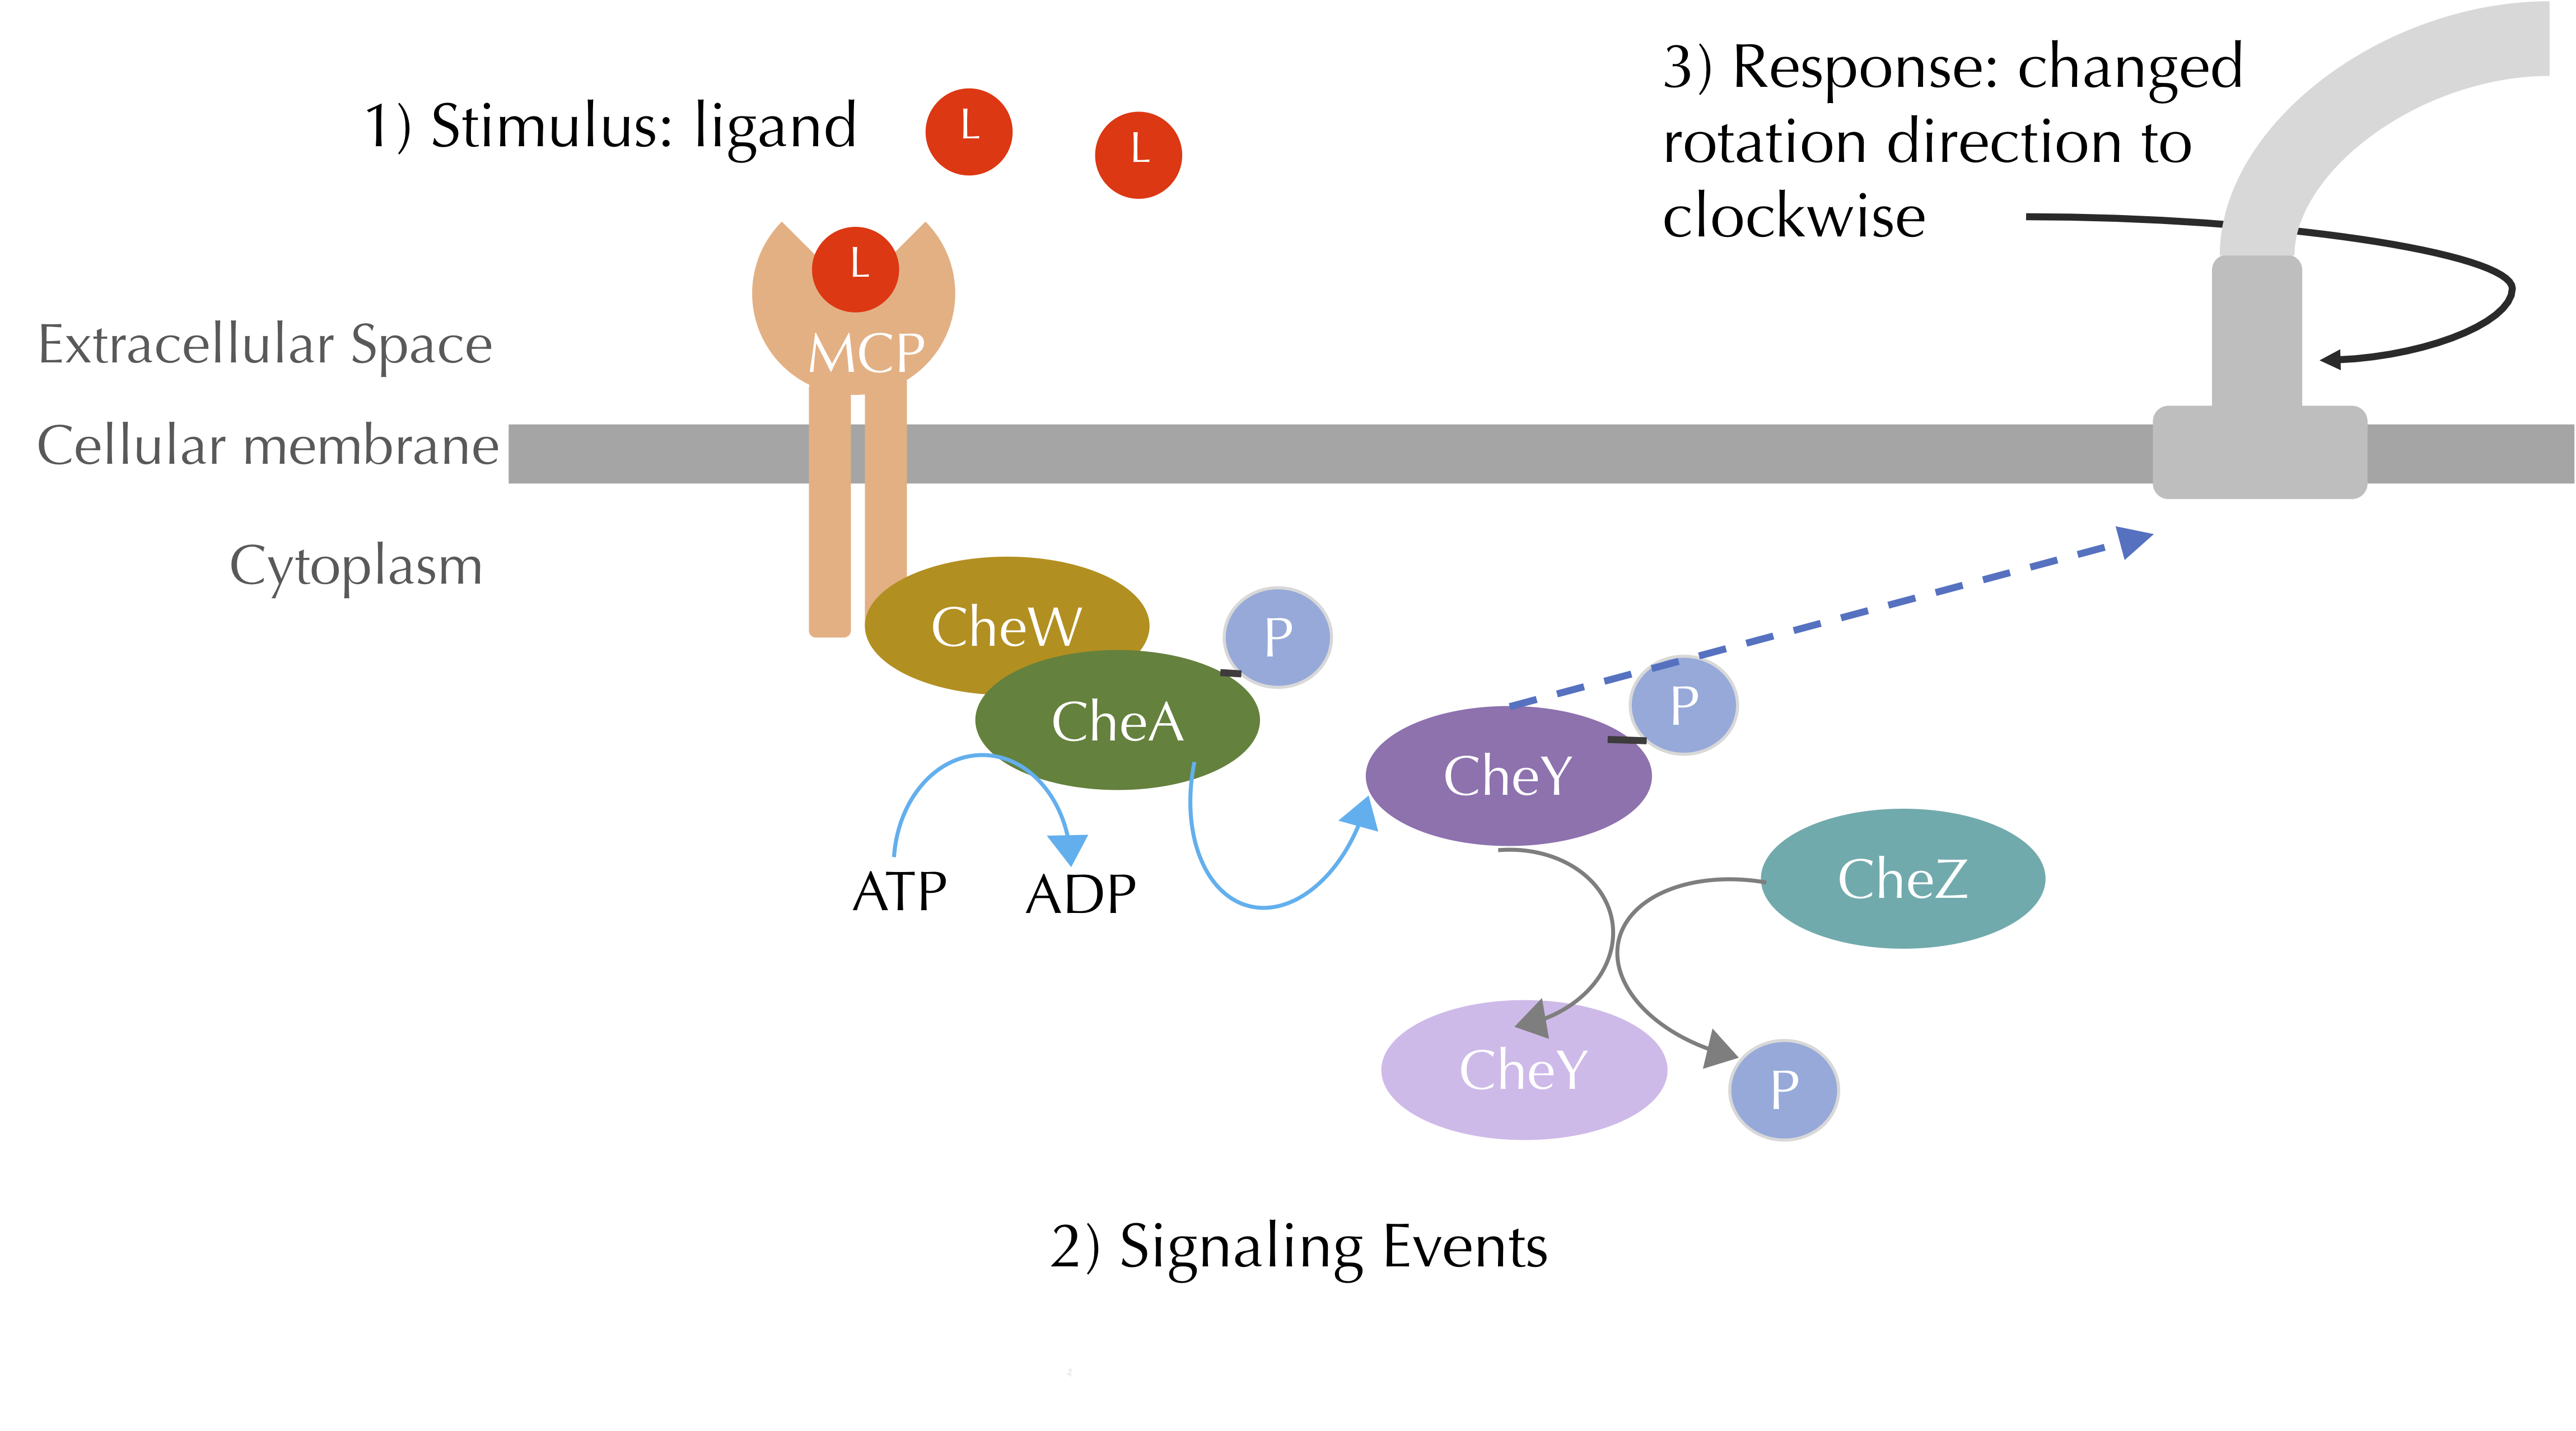 1) Stimulus: ligand
L
L
3) Response: changed
rotation direction to
clockwise
L
MCP
Extracellular Space
Cellular membrane
Cytoplasm
CheW
P
CheA
P
CheY
ATP
ADP
CheZ
CheY
P
2) Signaling Events